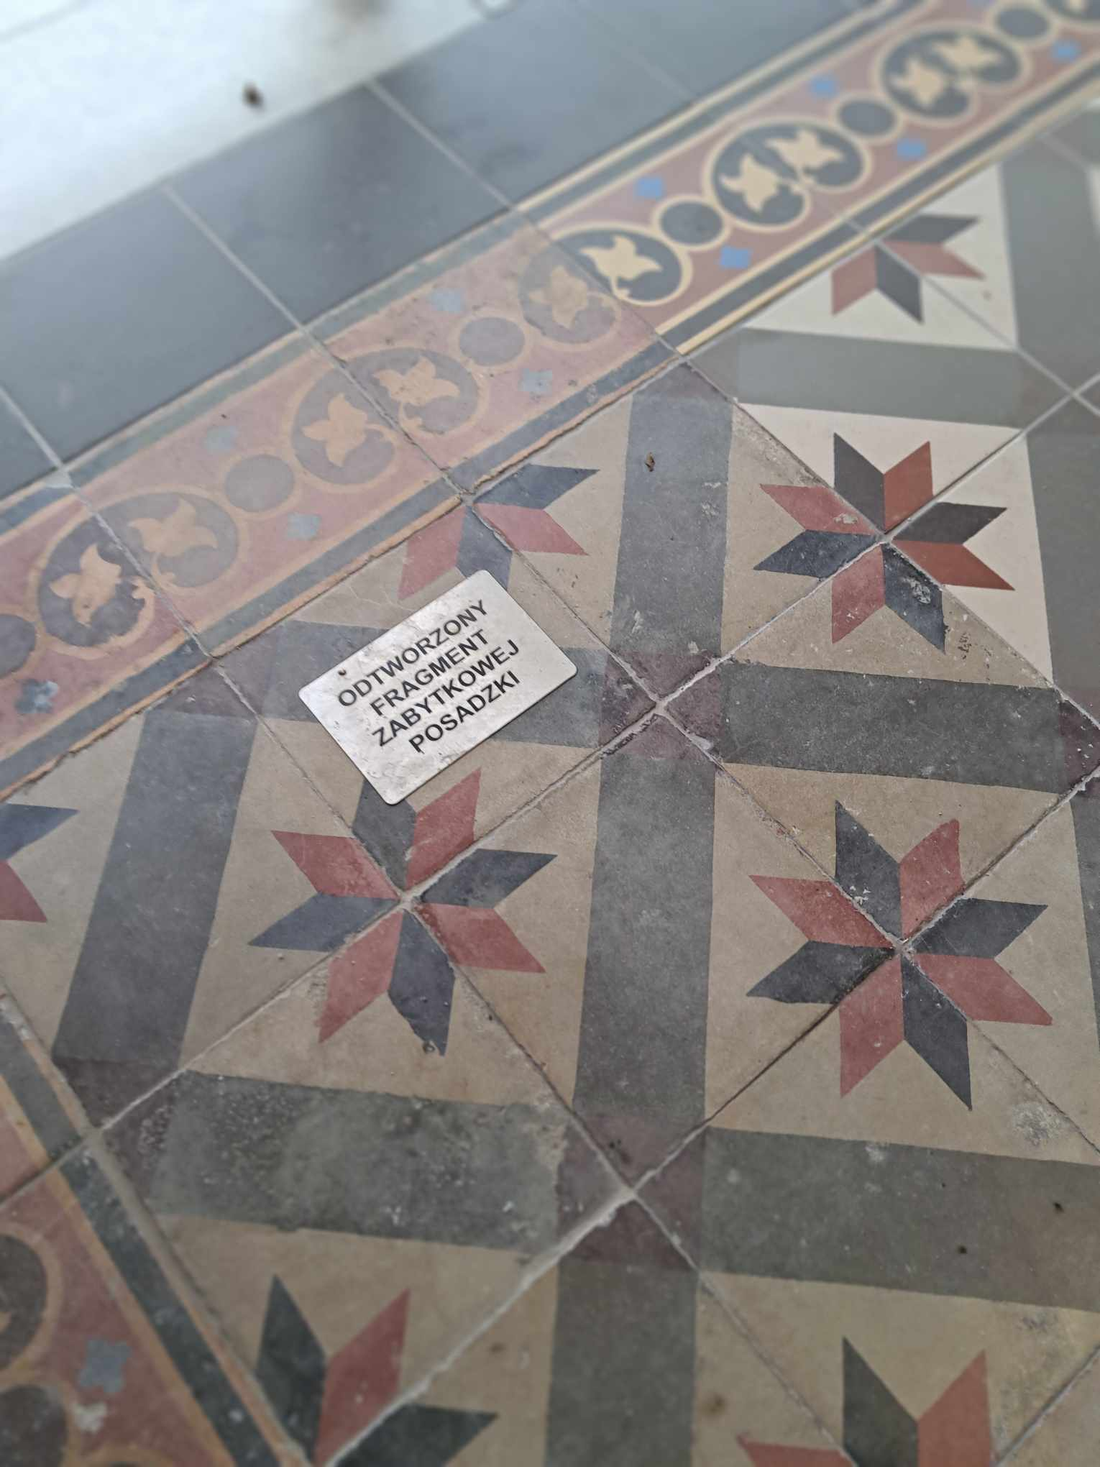 ODTWORZONY
FRAGMENT
ZABYTKOWEJ
POSADZKI